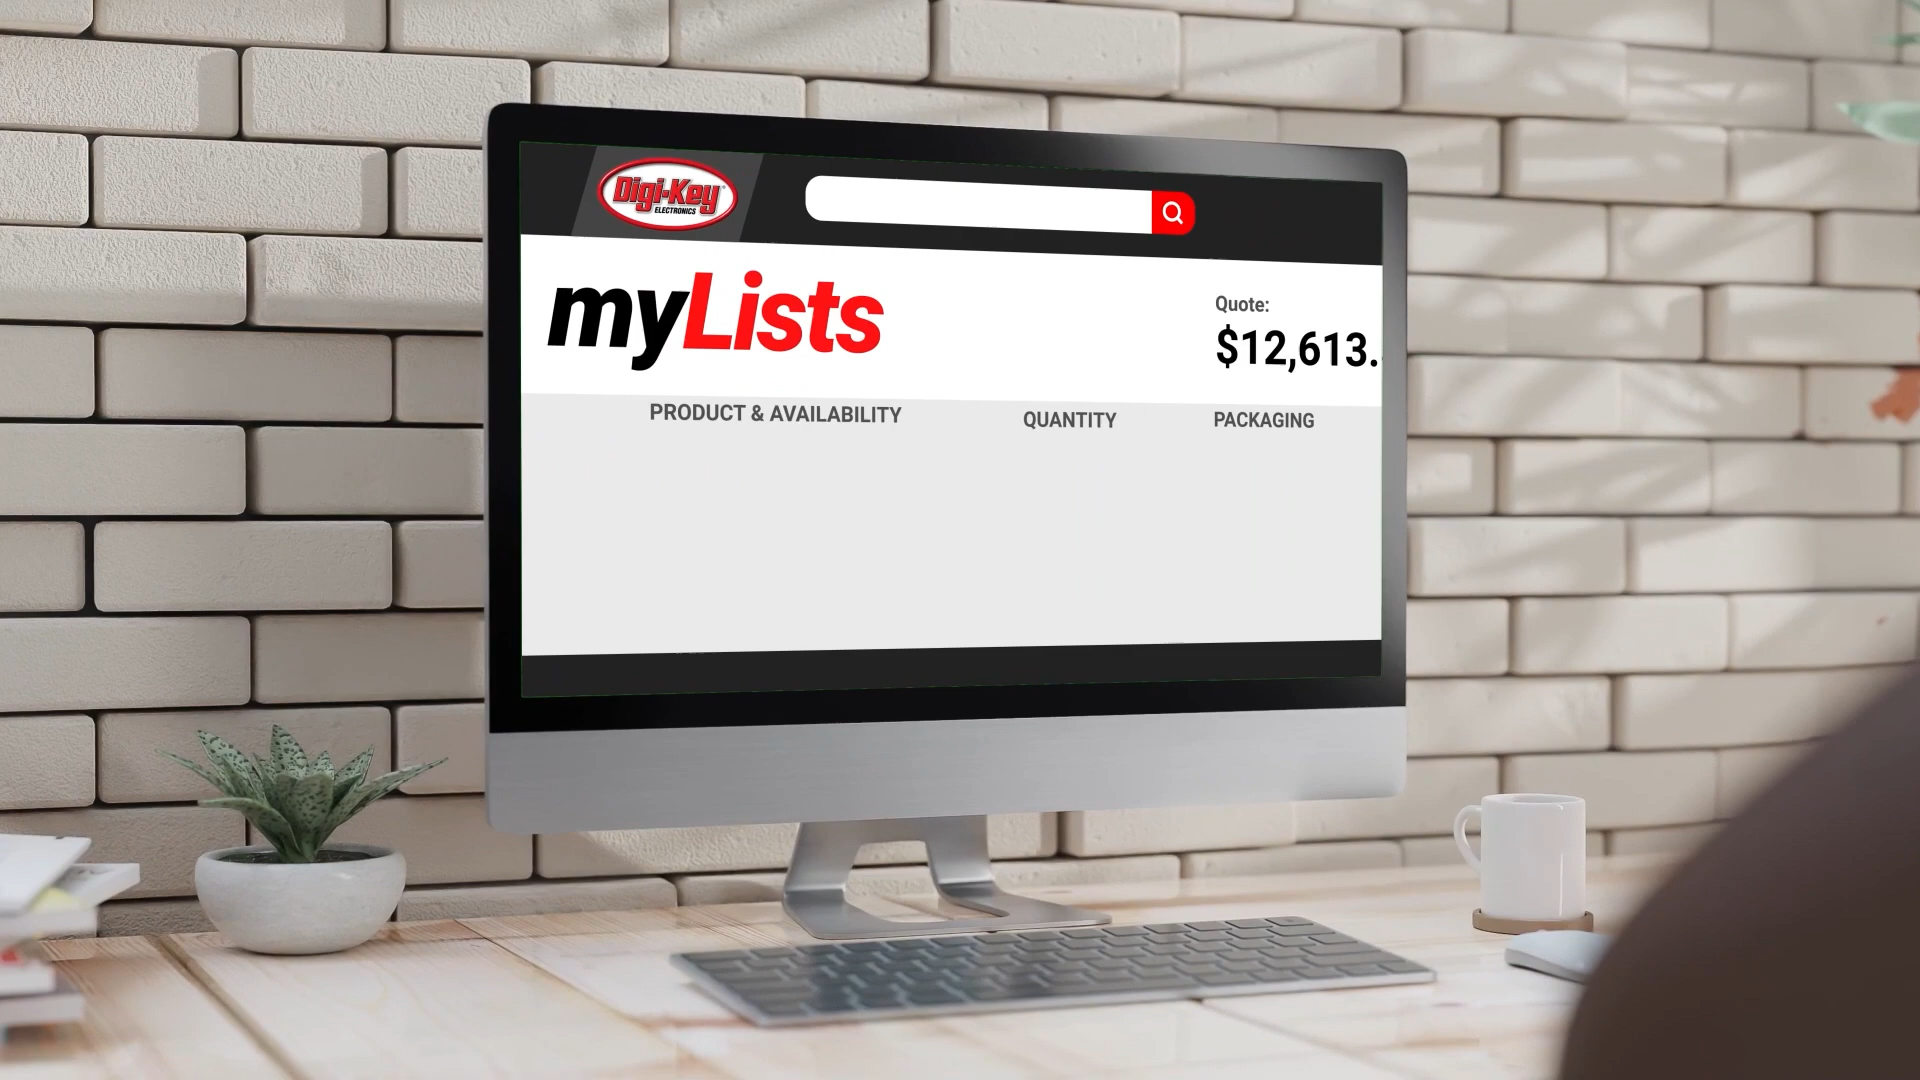 Digi-Key
ELECTRONICS
myLists
Quote:
$12,613.
PRODUCT & AVAILABILITY
QUANTITY
PACKAGING